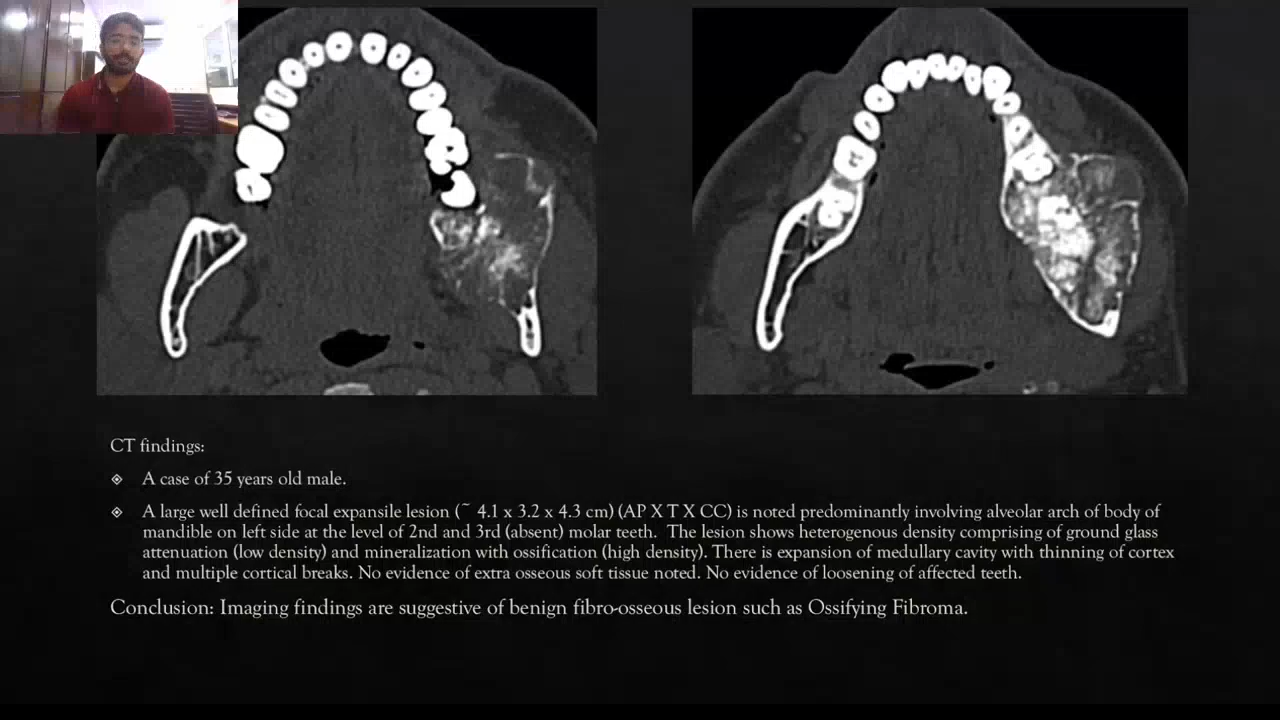 CT findings:
A case of 35 years old male.
A large well defined focal expansile lesion (~ 4.1 x 3.2 x 4.3 cm) (AP X T X CC) is noted predominantly involving alveolar arch of body of
mandible on left side at the level of 2nd and 3rd (absent) molar teeth.  The lesion shows heterogenous density comprising of ground glass
attenuation (low density) and mineralization with ossification (high density). There is expansion of medullary cavity with thinning of cortex
and multiple cortical breaks. No evidence of extra osseous soft tissue noted. No evidence of loosening of affected teeth.
Conclusion: Imaging findings are suggestive of benign fibro-osseous lesion such as Ossifying Fibroma.